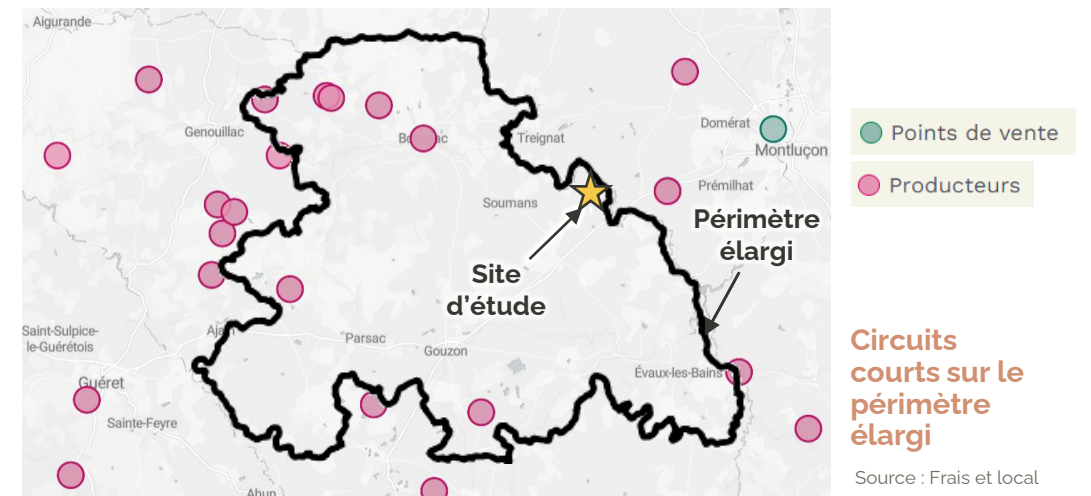 Aigurande
Genouillac
Treignat
Domérat
Montluçon
Prémilhat
Soumans
Points de vente
Producteurs
Périmètre
élargi
Site
d'étude
Saint-Sulpice-
le-Guérétois
Parsac
Gouzon
Évaux-les-Bains
Guéret
Sainte-Feyre
Ahun
Circuits
courts sur le
périmètre
élargi
Source : Frais et local